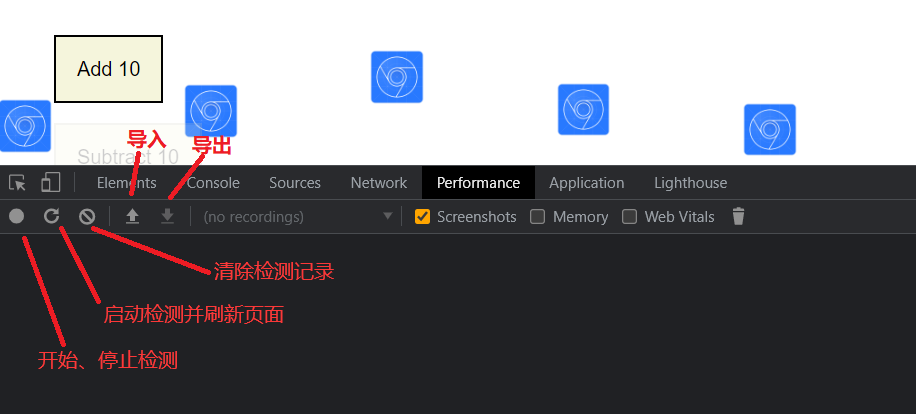 Add 10
导入
导出
Subtract 10
Elements Console Sources Network Performance Application Lighthouse
(no recordings) Screenshots Memory Web Vitals
清除检测记录
启动检测并刷新页面
开始、停止检测